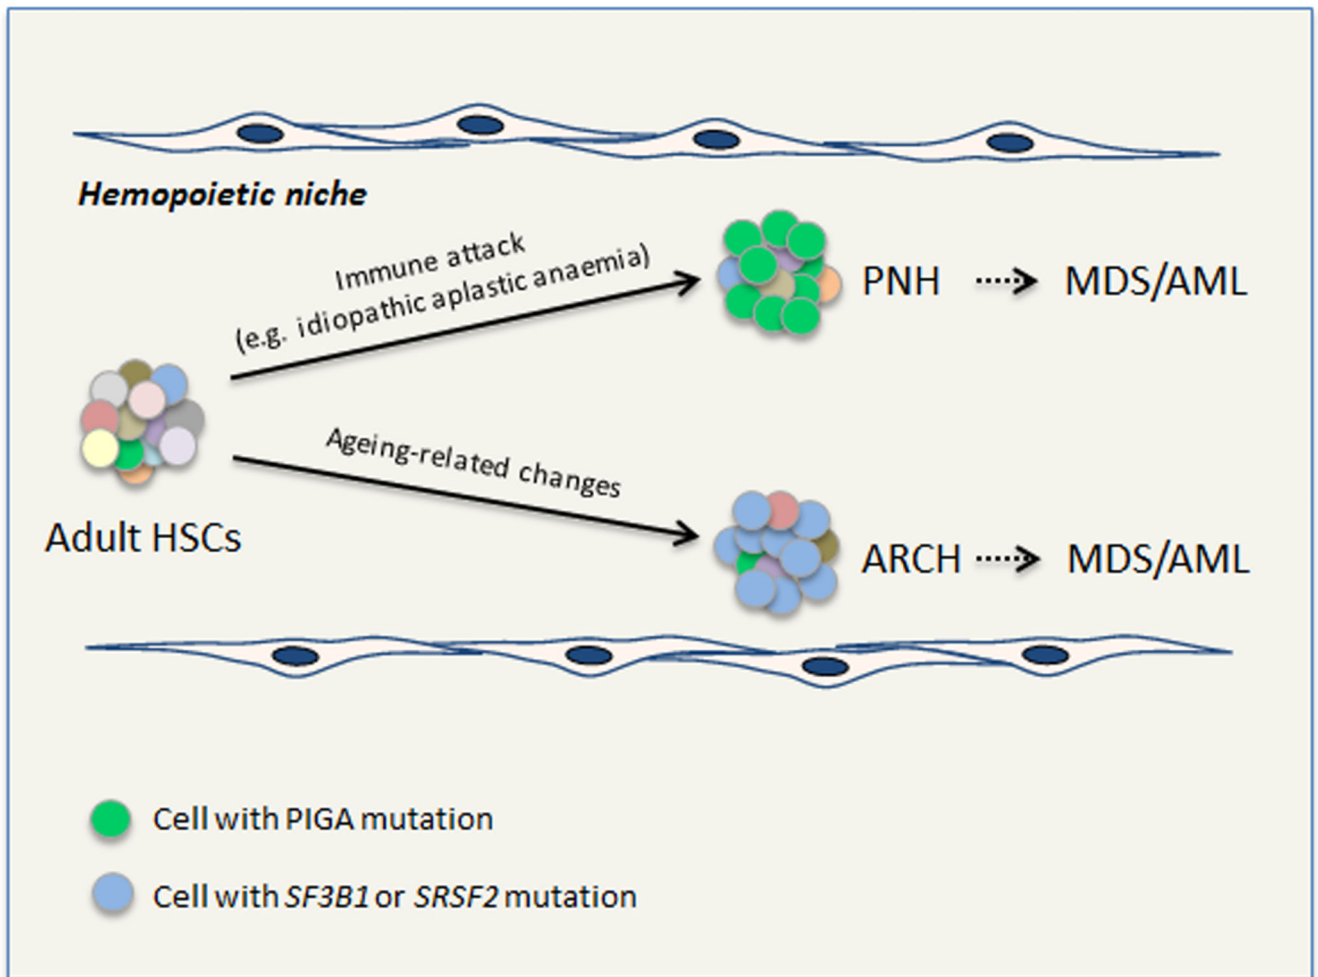 Hemopoietic niche
Immune attack
(e.g. idiopathic aplastic anaemia)
PNH
MDS/AML
Ageing-related changes
Adult HSCs
ARCH
MDS/AML
Cell with PIGA mutation
Cell with SF3B1 or SRSF2 mutation